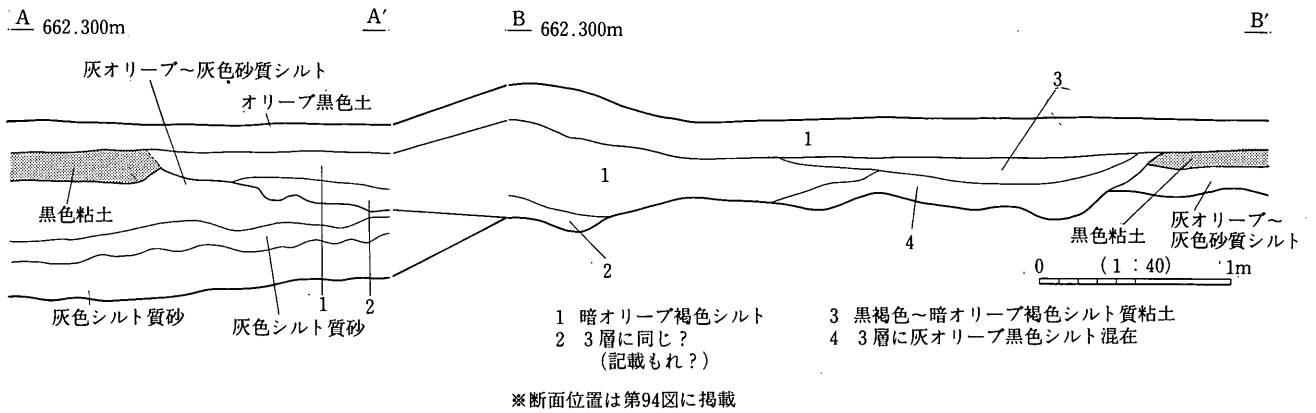 A 662.300m A′ B 662.300m B′
灰オリーブ～灰色砂質シルト
オリーブ黒色土
3
1
1
黒色粘土
黒色粘土
灰オリーブ～
灰色砂質シルト
4
2
0 (1：40) 1m
灰色シルト質砂
灰色シルト質砂
1 2
1 暗オリーブ褐色シルト
2 3層に同じ？
(記載もれ？)
3 黒褐色～暗オリーブ褐色シルト質粘土
4 3層に灰オリーブ黒色シルト混在
※断面位置は第94図に掲載